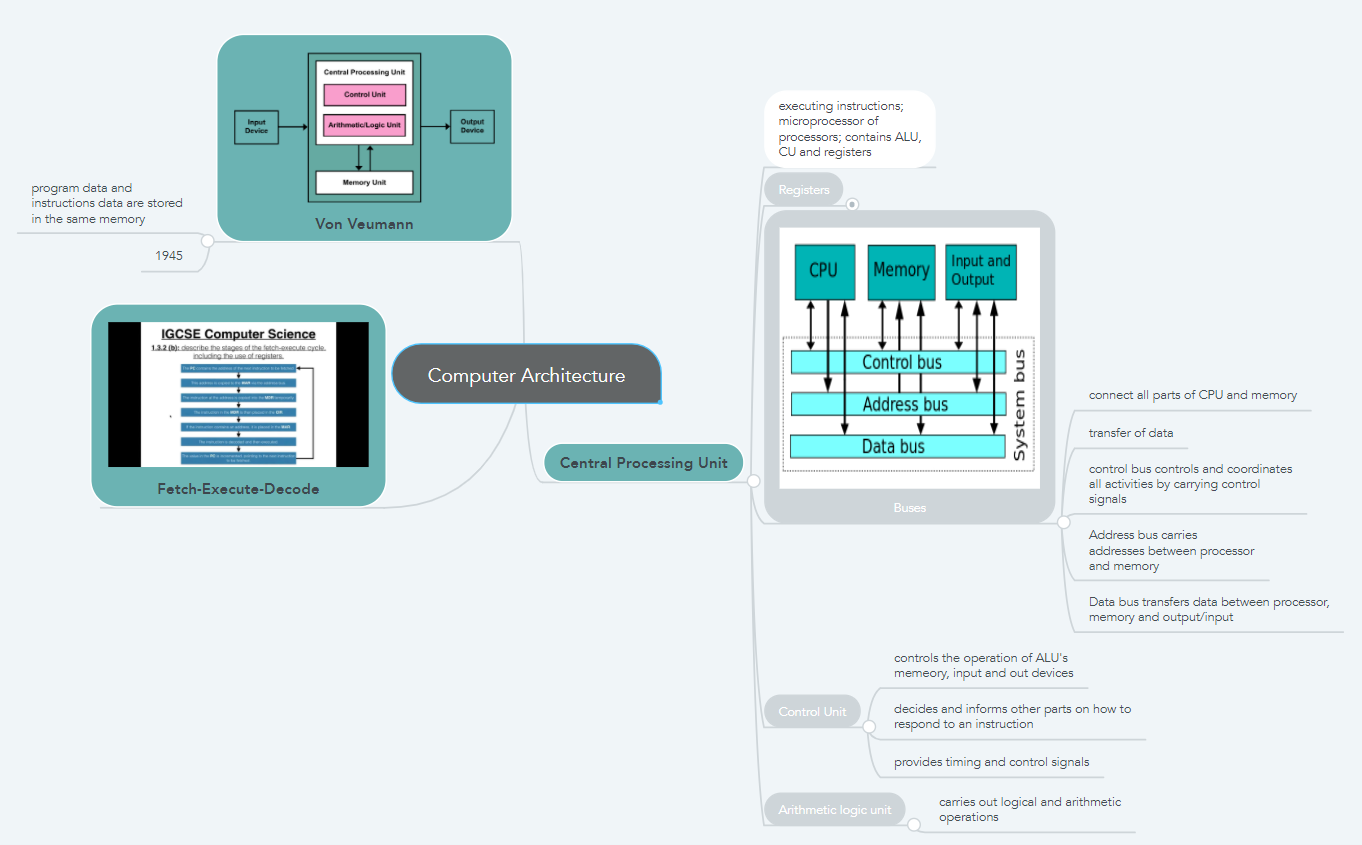 Central Processing Unit
Control Unit
Arithmetic/Logic Unit
Input
Device
Output
Device
Memory Unit
Von Veumann
program data and
instructions data are stored
in the same memory
1945
IGCSE Computer Science
1.3.2 (b): describe the stages of the fetch-execute cycle,
including the use of registers.
Fetch-Execute-Decode
Computer Architecture
Central Processing Unit
executing instructions;
microprocessor of
processors; contains ALU,
CU and registers
Registers
CPU
Memory
Input and
Output
Control bus
Address bus
Data bus
System bus
Buses
connect all parts of CPU and memory
transfer of data
control bus controls and coordinates
all activities by carrying control
signals
Address bus carries
addresses between processor
and memory
Data bus transfers data between processor,
memory and output/input
Control Unit
controls the operation of ALU's
memeory, input and out devices
decides and informs other parts on how to
respond to an instruction
provides timing and control signals
Arithmetic logic unit
carries out logical and arithmetic
operations